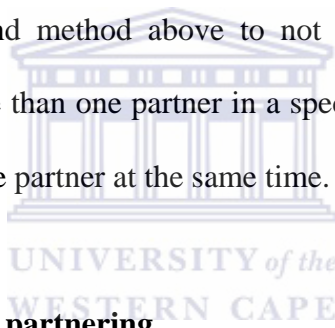 nd method above to not
than one partner in a spec
partner at the same time.
UNIVERSITY of the
WESTERN CAPE
partnering